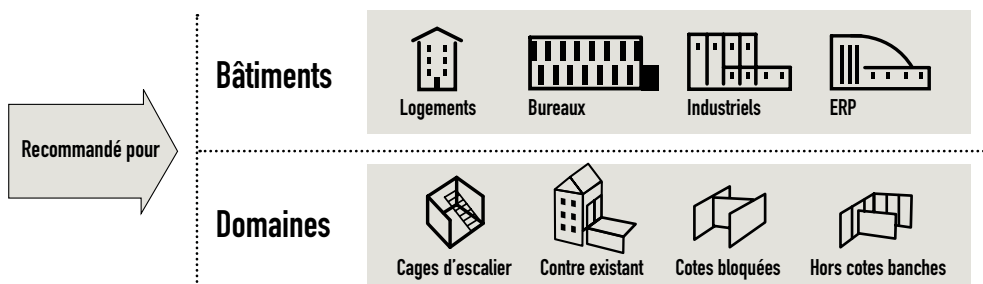 Recommandé pour
Bâtiments
Logements
Bureaux
Industriels
ERP
Domaines
Cages d'escalier
Contre existant
Cotes bloquées
Hors cotes banches